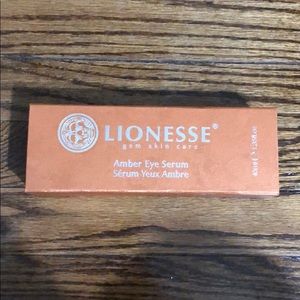 LIONESSE®
gem skin care
Amber Eye Serum
Sérum Yeux Ambre